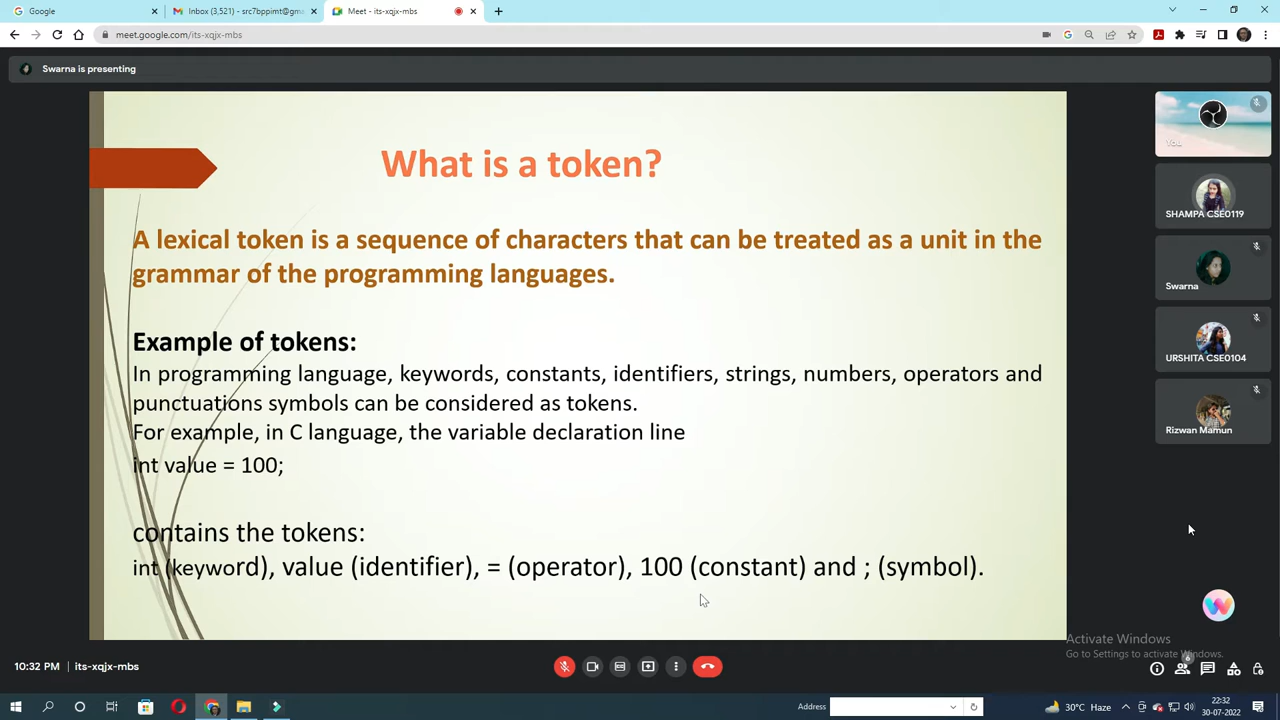 Google
Inbox (3,521) - src7bppimt@gm
Meet - its-xqjx-mbs
meet.google.com/its-xqjx-mbs
Swarna is presenting
What is a token?
A lexical token is a sequence of characters that can be treated as a unit in the
grammar of the programming languages.
Example of tokens:
In programming language, keywords, constants, identifiers, strings, numbers, operators and
punctuations symbols can be considered as tokens.
For example, in C language, the variable declaration line
int value = 100;
contains the tokens:
int (keyword), value (identifier), = (operator), 100 (constant) and ; (symbol).
You
SHAMPA CSE0119
Swarna
URSHITA CSE0104
Rizwan Mamun
Activate Windows
Go to Settings to activate Windows.
10:32 PM | its-xqjx-mbs
6
Address
30°C Haze
22:32
30-07-2022